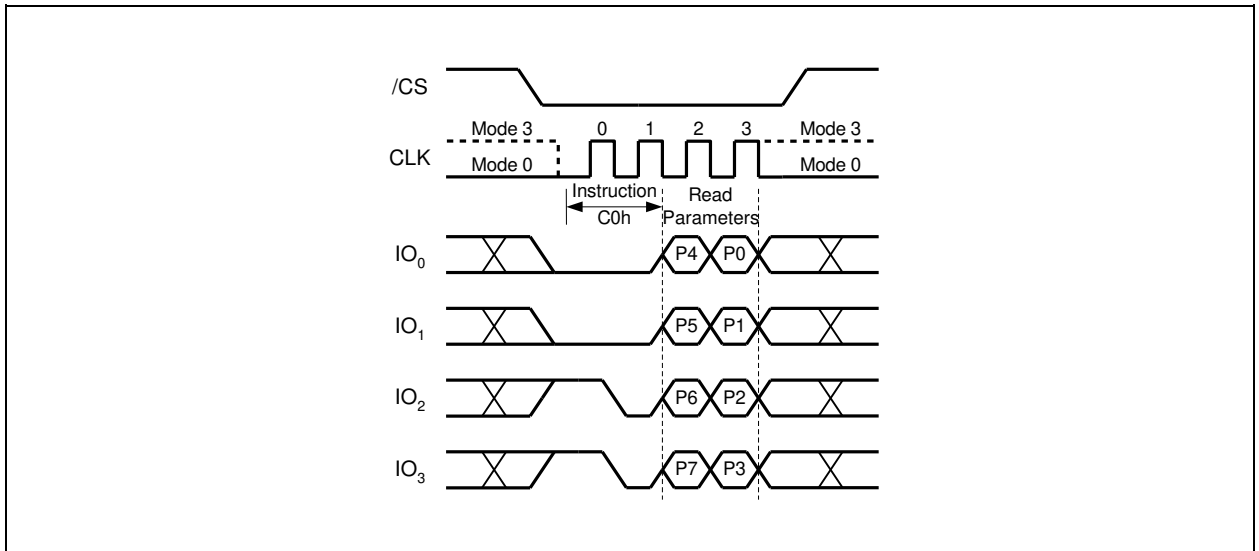 /CS
CLK
Mode 3
0
1
2
3
Mode 3
Mode 0
Mode 0
Instruction
C0h
Read
Parameters
IO0
P4
P0
IO1
P5
P1
IO2
P6
P2
IO3
P7
P3